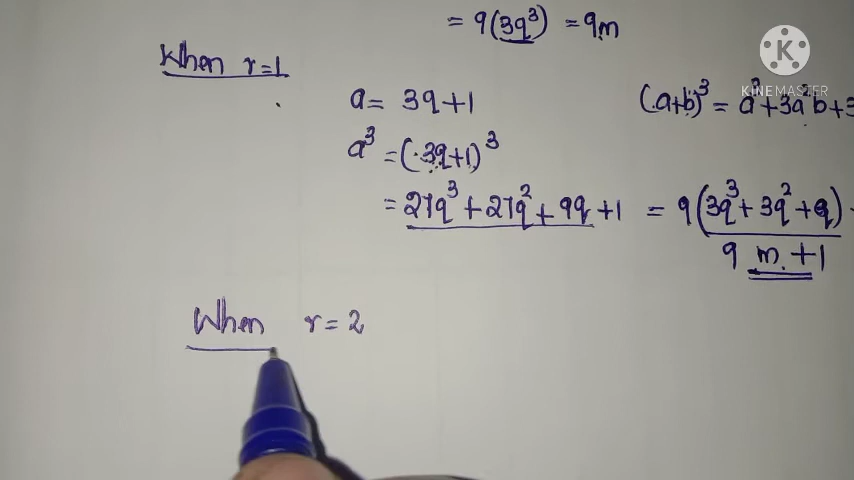 = 9(3q³) = 9m
When r=1
a = 3q+1
(a+b)³ = a³+3a²b+3
a³ = (3q+1)³
= 27q³+27q²+9q+1 = 9(3q³+3q²+q)
9 m + 1
When r=2
KINEMASTER